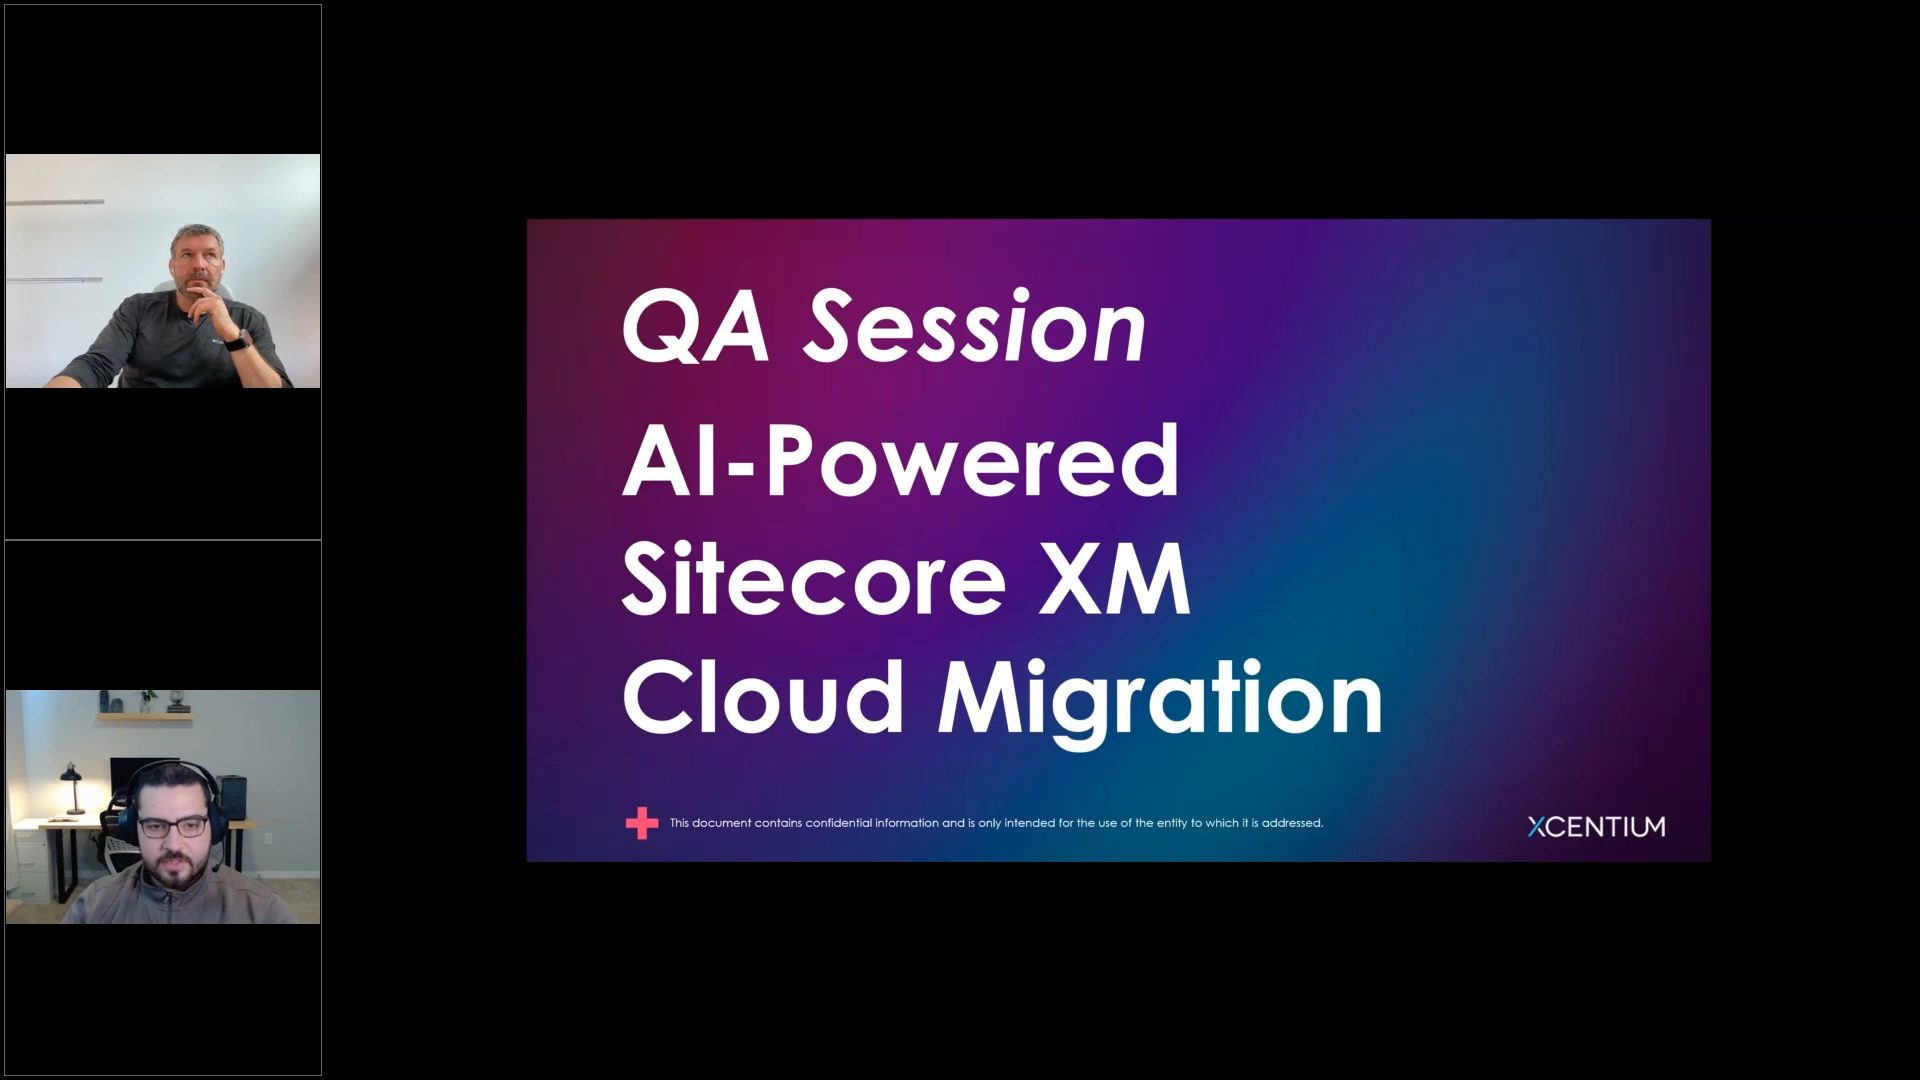 QA Session
AI-Powered
Sitecore XM
Cloud Migration
This document contains confidential information and is only intended for the use of the entity to which it is addressed.
XCENTIUM